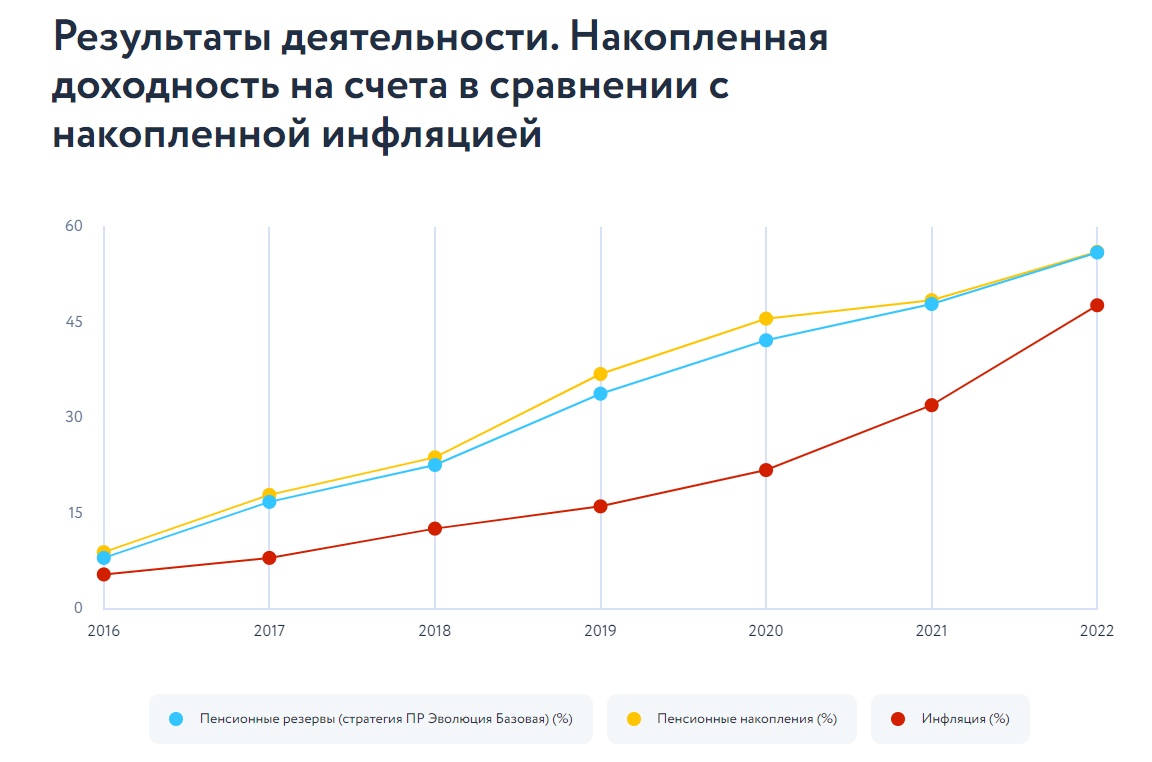 Результаты деятельности. Накопленная
доходность на счета в сравнении с
накопленной инфляцией
60
45
30
15
0
2016 2017 2018 2019 2020 2021 2022
Пенсионные резервы (стратегия ПР Эволюция Базовая) (%) Пенсионные накопления (%) Инфляция (%)